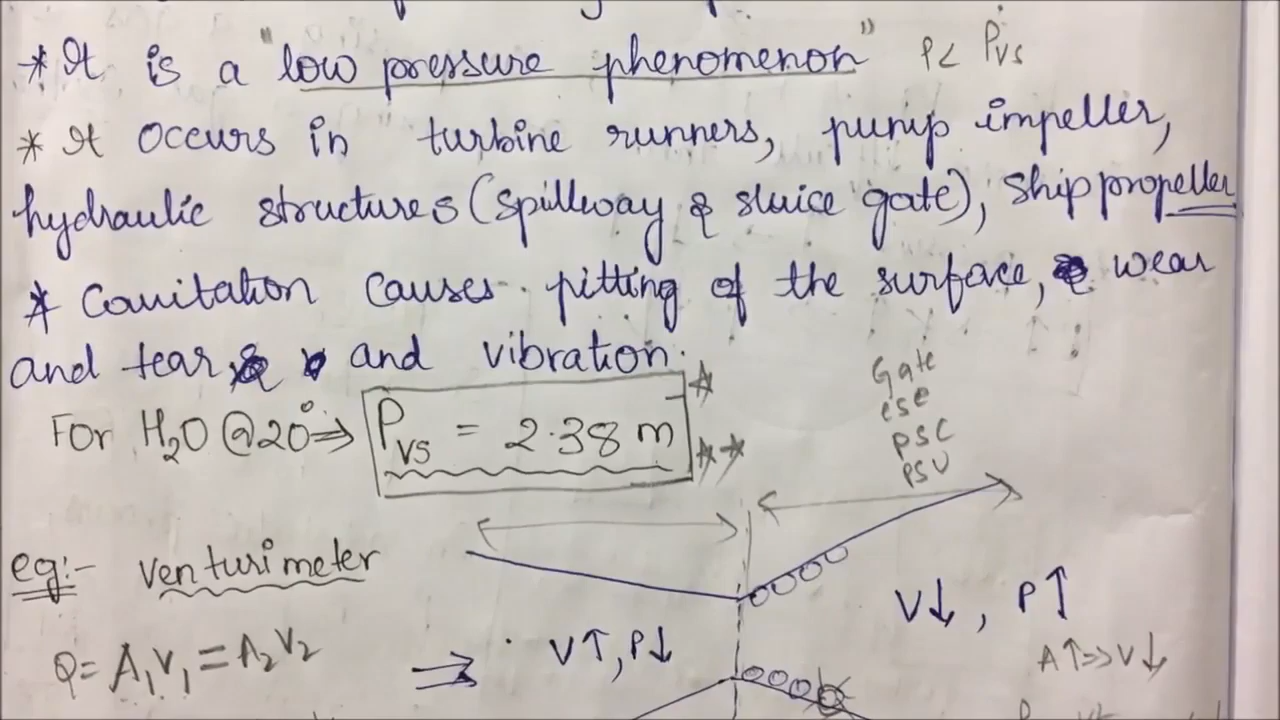 * It is a "low pressure phenomenon" P< Pvs
* It occurs in turbine runners, pump impeller,
hydraulic structures (spillway & sluice gate), ship propeller
* Cavitation causes pitting of the surface, wear
and tear and vibration.
For H₂O @20° ⇒ Pvs = 2.38 m
Gate
ese
PSC
PSU
eg:- venturimeter
V↓, P↑
Q= A₁V₁ = A₂V₂
⇒ V↑, P↓
A↑⇒V↓